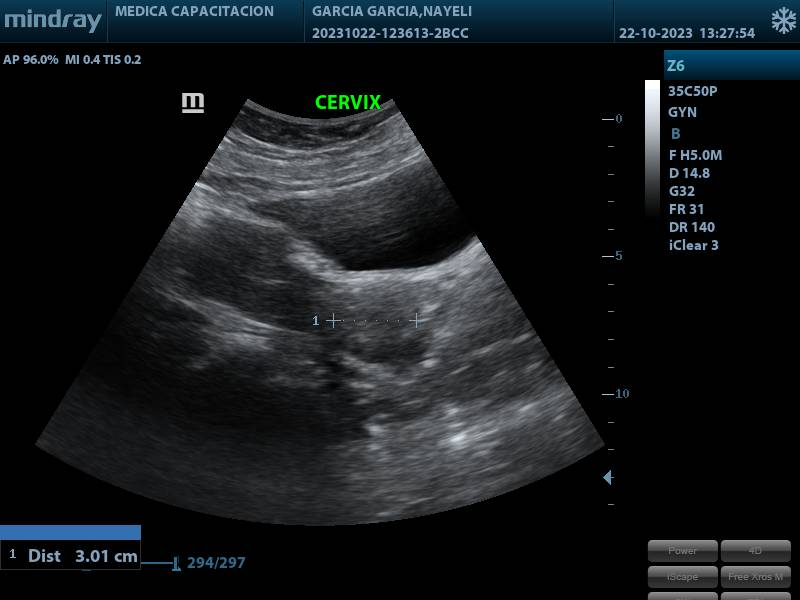 mindray
MEDICA CAPACITACION
GARCIA GARCIA,NAYELI
20231022-123613-2BCC
22-10-2023 13:27:54
AP 96.0% MI 0.4 TIS 0.2
m
CERVIX
Z6
35C50P
GYN
B
F H5.0M
D 14.8
G32
FR 31
DR 140
iClear 3
0
5
10
1
1 Dist 3.01 cm
294/297
Power
4D
iScape
Free Xros M